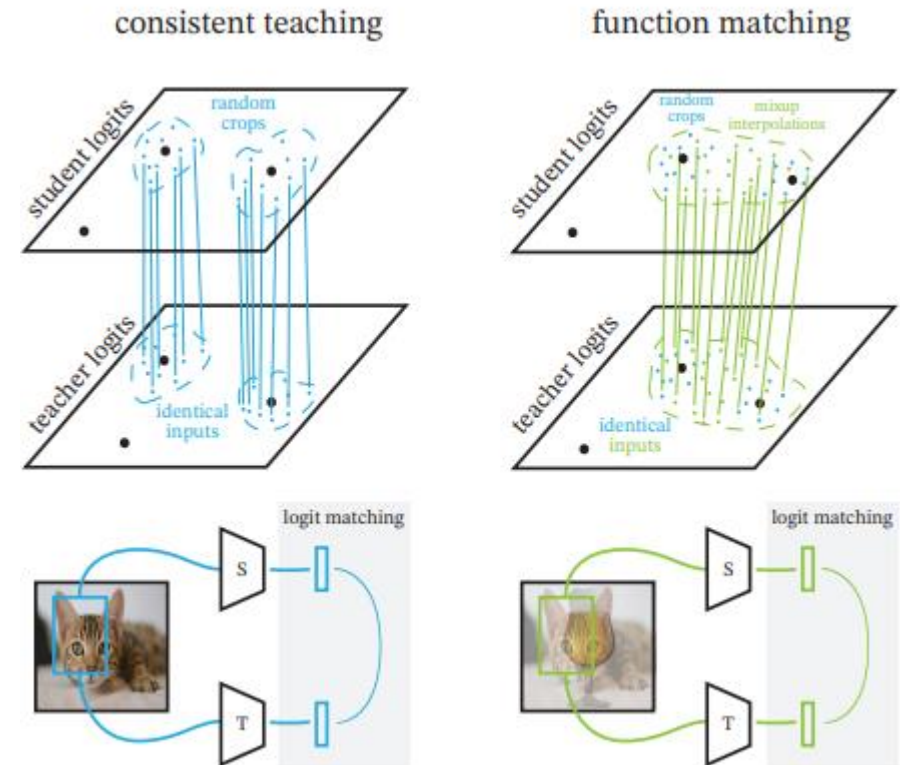 consistent teaching
function matching
student logits
random
crops
teacher logits
identical
inputs
student logits
random
crops
mixup
interpolations
teacher logits
identical
inputs
logit matching
S
T
logit matching
S
T